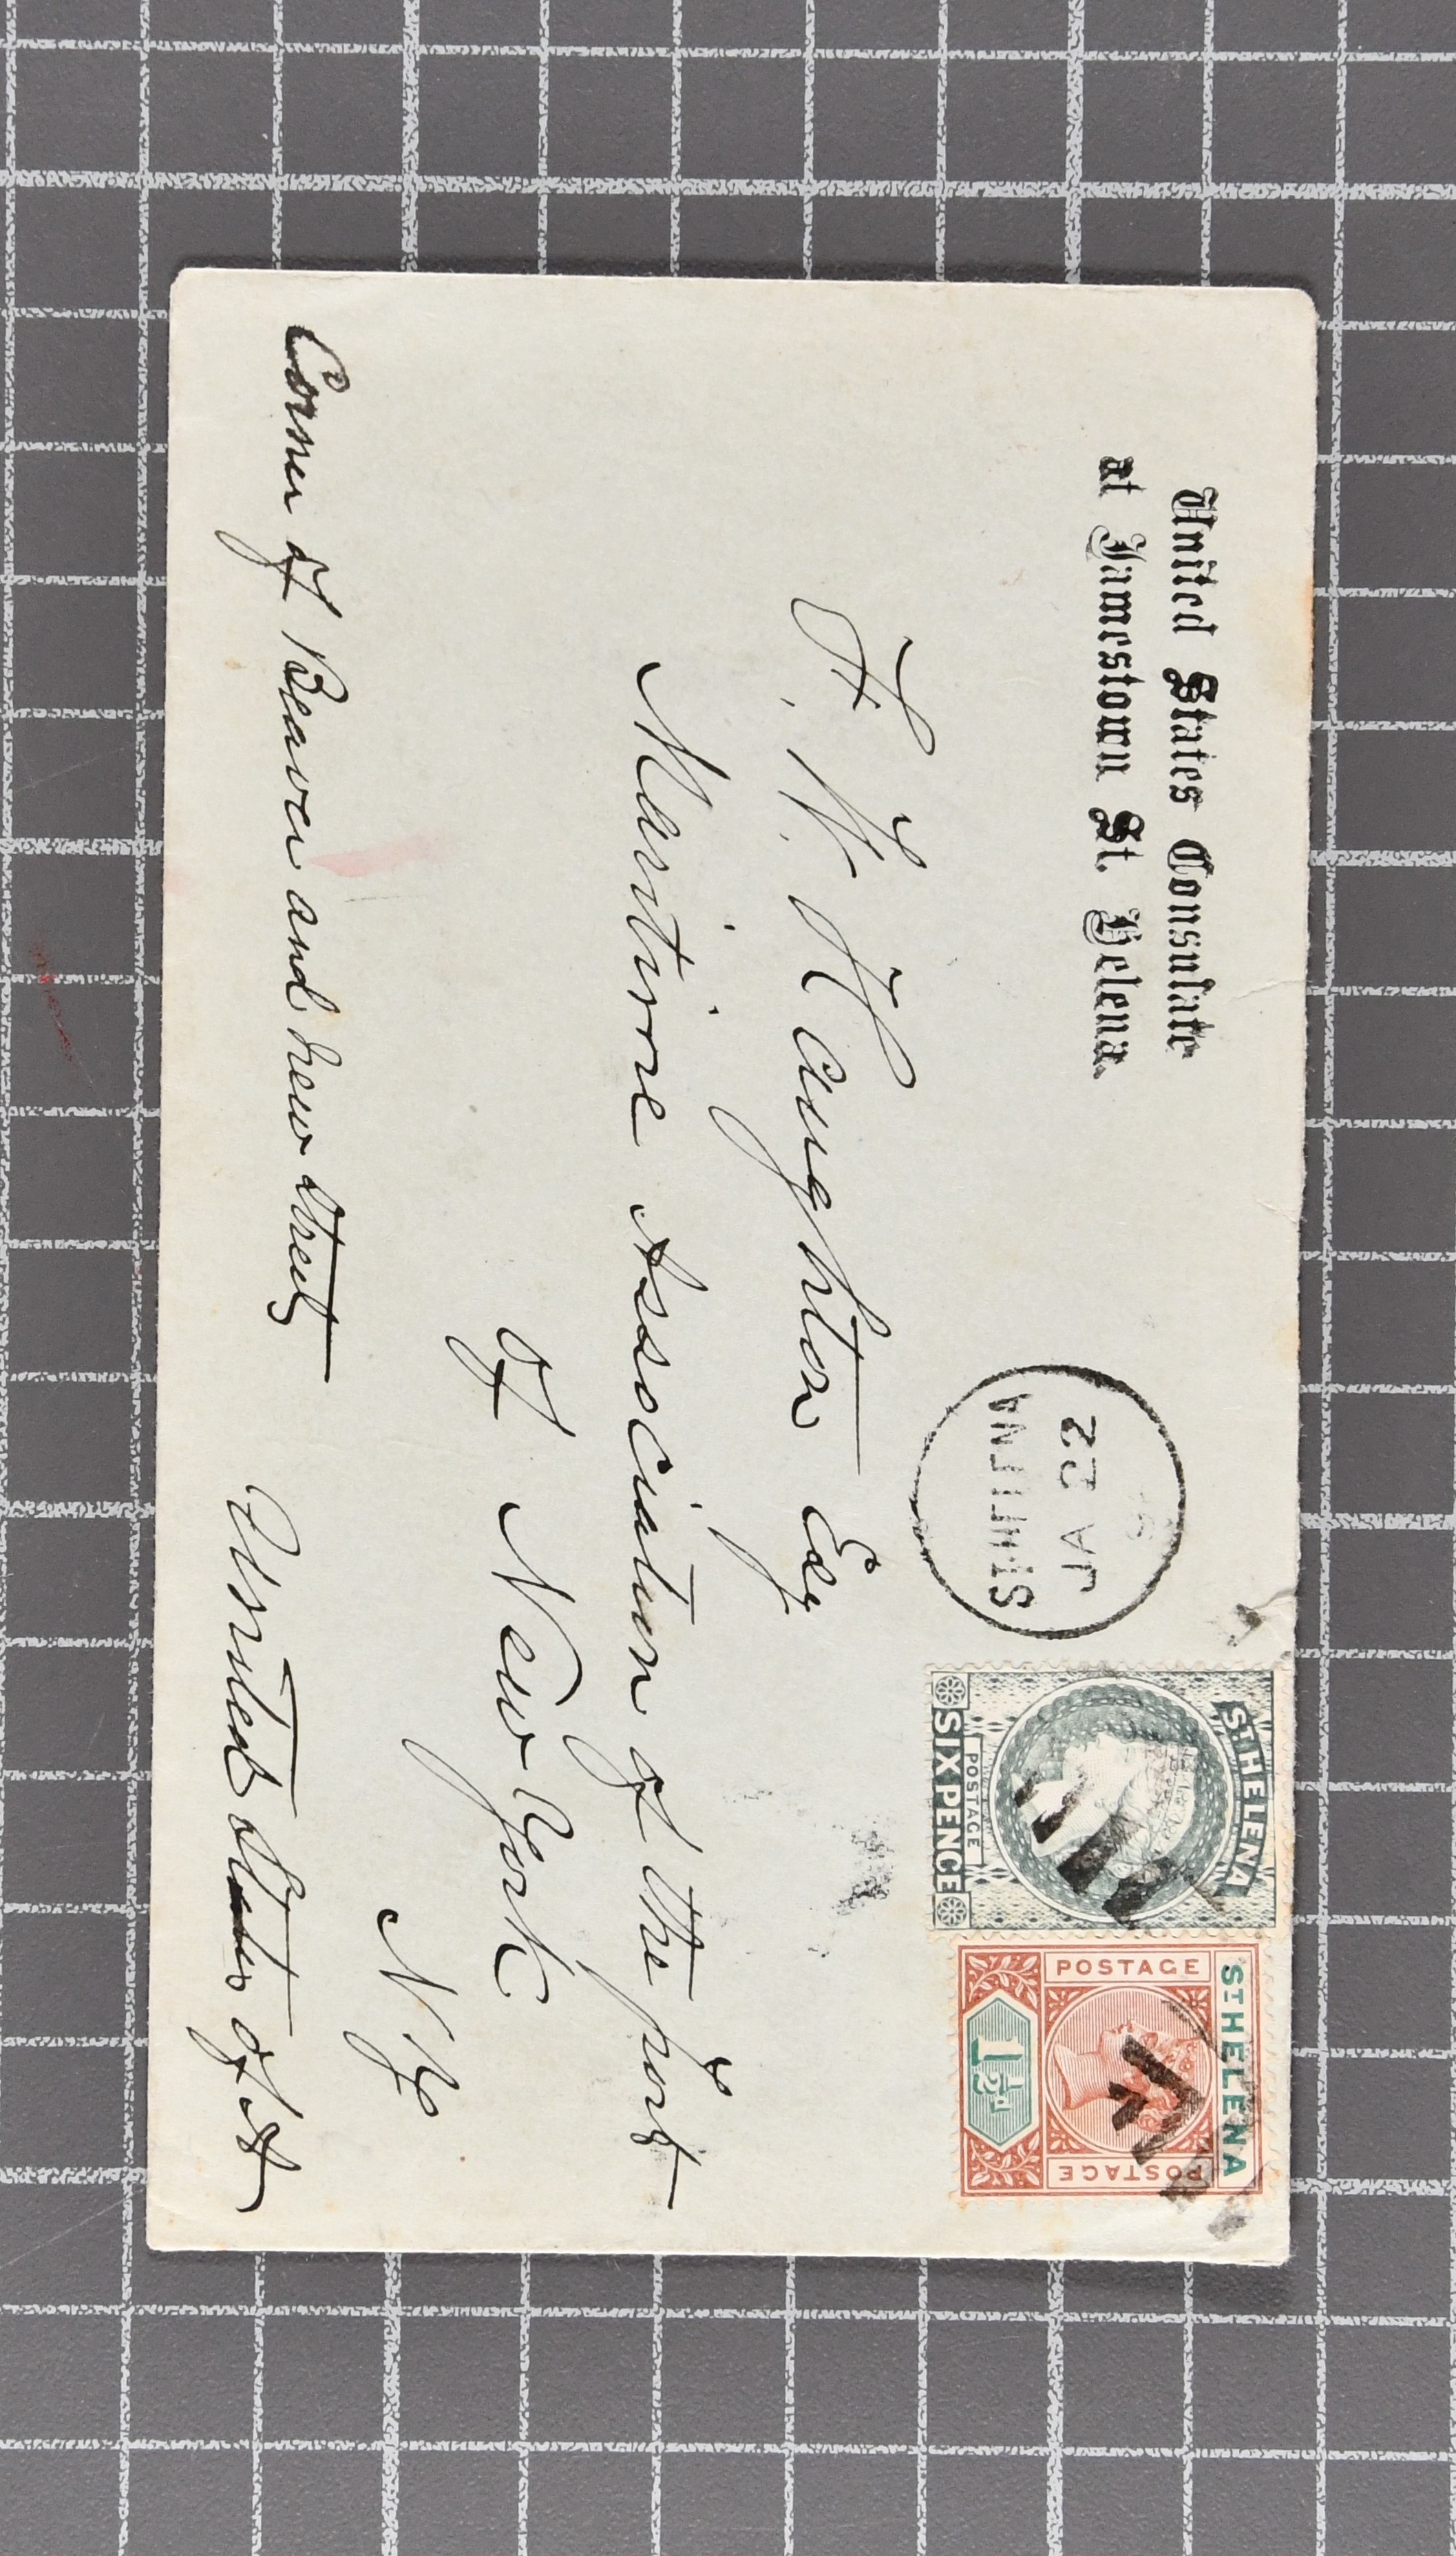 United States Consulate
at Jamestown St. Helena.
ST HELENA
JA 22
ST. HELENA
POSTAGE
SIX PENCE
ST HELENA
POSTAGE
POSTAGE
1½d
H. W. Haughton Esq
Maritime Association of the port
of New York
N Y
Corner of Beaver and new street
United States of A